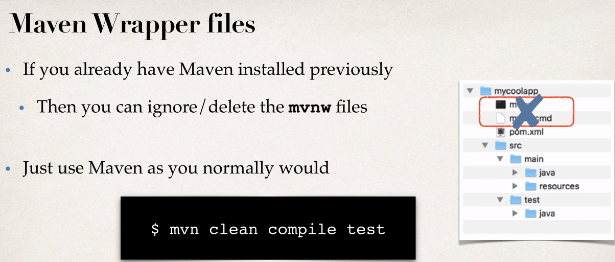 Maven Wrapper files
• If you already have Maven installed previously
• Then you can ignore/delete the mvnw files
• Just use Maven as you normally would
$ mvn clean compile test
mycoolapp
pom.xml
src
main
java
resources
test
java